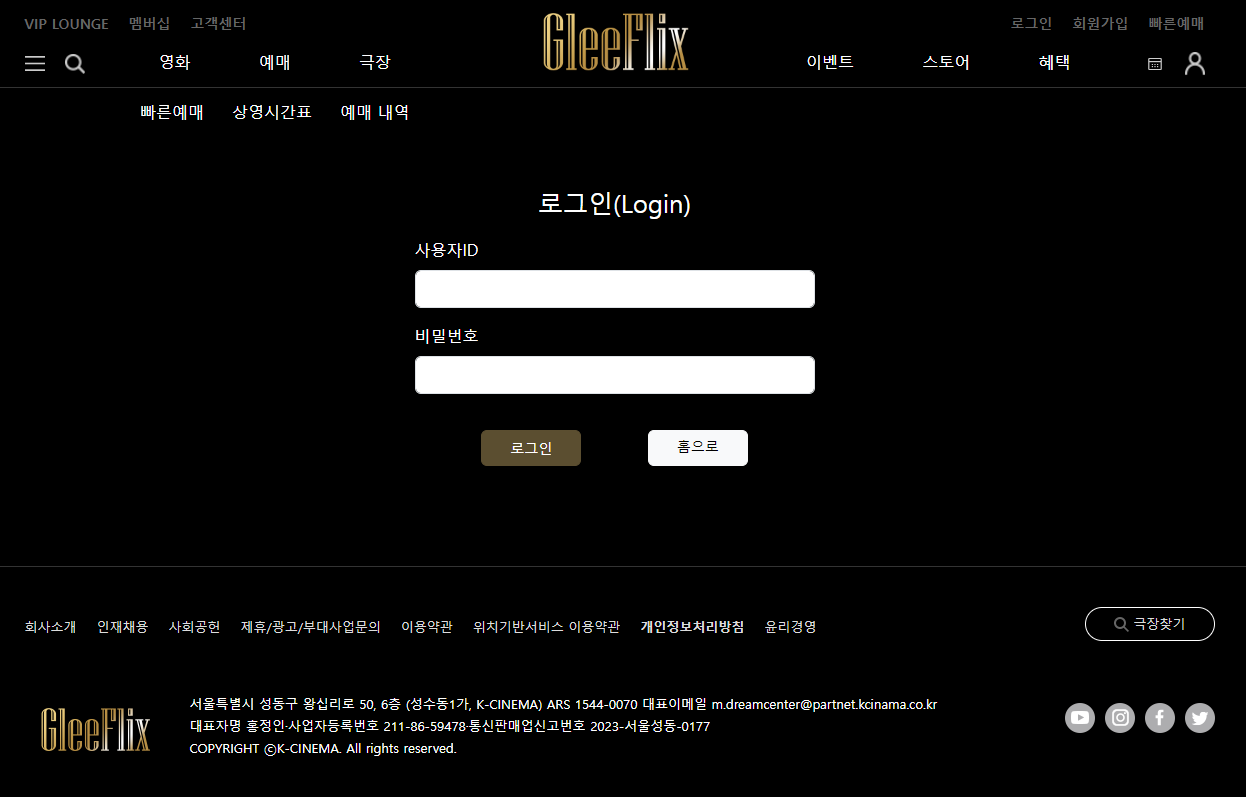 VIP LOUNGE 멤버십 고객센터
로그인 회원가입 빠른예매
영화 예매 극장
GleeFlix
이벤트 스토어 혜택
빠른예매 상영시간표 예매 내역
로그인(Login)
사용자ID
비밀번호
로그인 홈으로
회사소개 인재채용 사회공헌 제휴/광고/부대사업문의 이용약관 위치기반서비스 이용약관 개인정보처리방침 윤리경영
극장찾기
GleeFlix
서울특별시 성동구 왕십리로 50, 6층 (성수동1가, K-CINEMA) ARS 1544-0070 대표이메일 m.dreamcenter@partnet.kcinama.co.kr
대표자명 홍정인·사업자등록번호 211-86-59478·통신판매업신고번호 2023-서울성동-0177
COPYRIGHT ⓒK-CINEMA. All rights reserved.